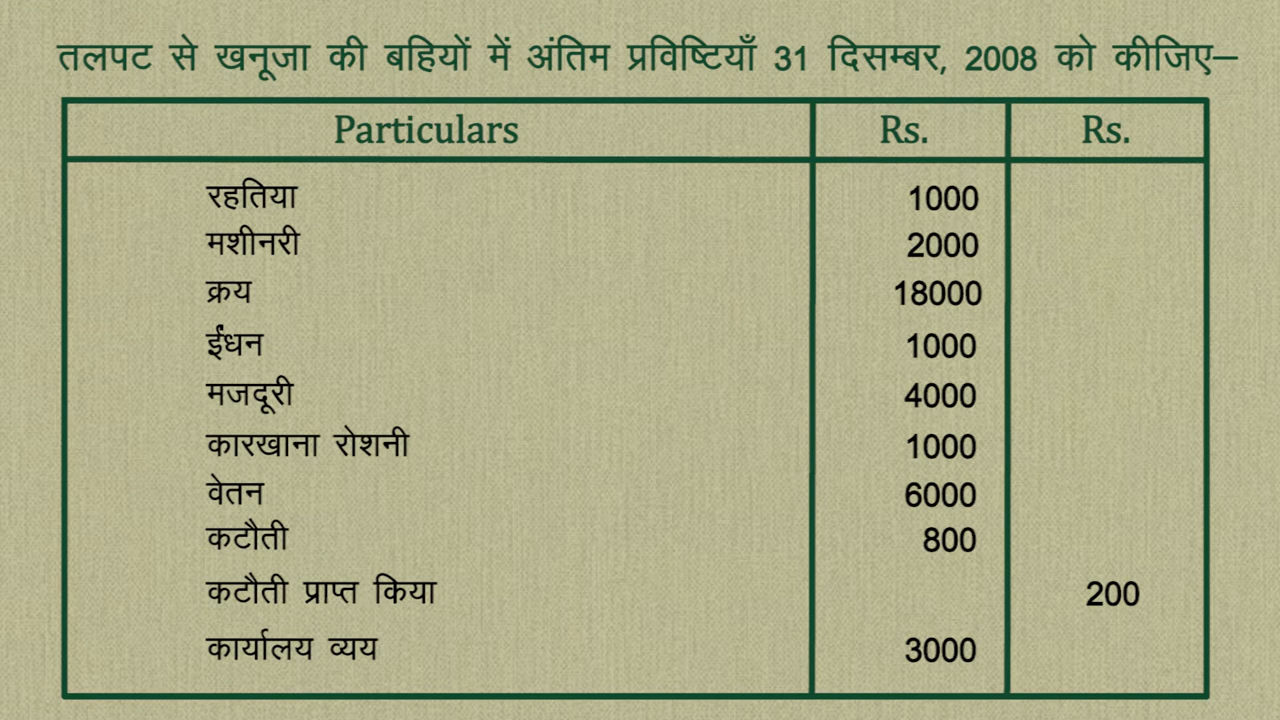 तलपट से खनूजा की बहियों में अंतिम प्रविष्टियाँ 31 दिसम्बर, 2008 को कीजिए–
Particulars Rs. Rs.
रहतिया 1000
मशीनरी 2000
क्रय 18000
ईंधन 1000
मजदूरी 4000
कारखाना रोशनी 1000
वेतन 6000
कटौती 800
कटौती प्राप्त किया 200
कार्यालय व्यय 3000